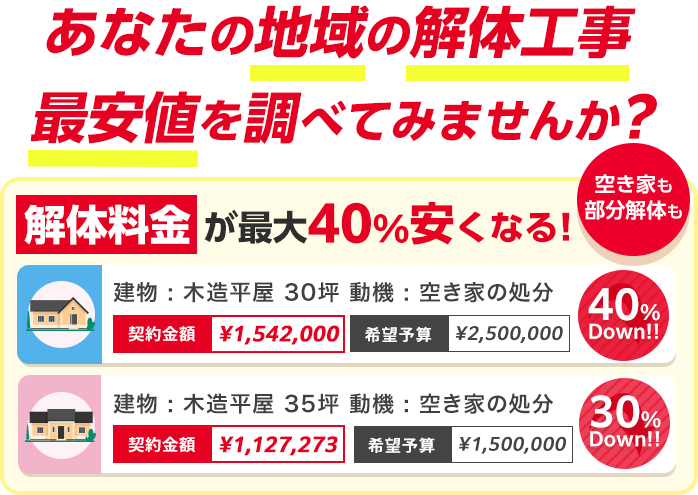 あなたの地域の解体工事
最安値を調べてみませんか?
空き家も
部分解体も
解体料金が最大40%安くなる!
建物:木造平屋 30坪 動機:空き家の処分
契約金額 ¥1,542,000 希望予算 ¥2,500,000
40%
Down!!
建物:木造平屋 35坪 動機:空き家の処分
契約金額 ¥1,127,273 希望予算 ¥1,500,000
30%
Down!!